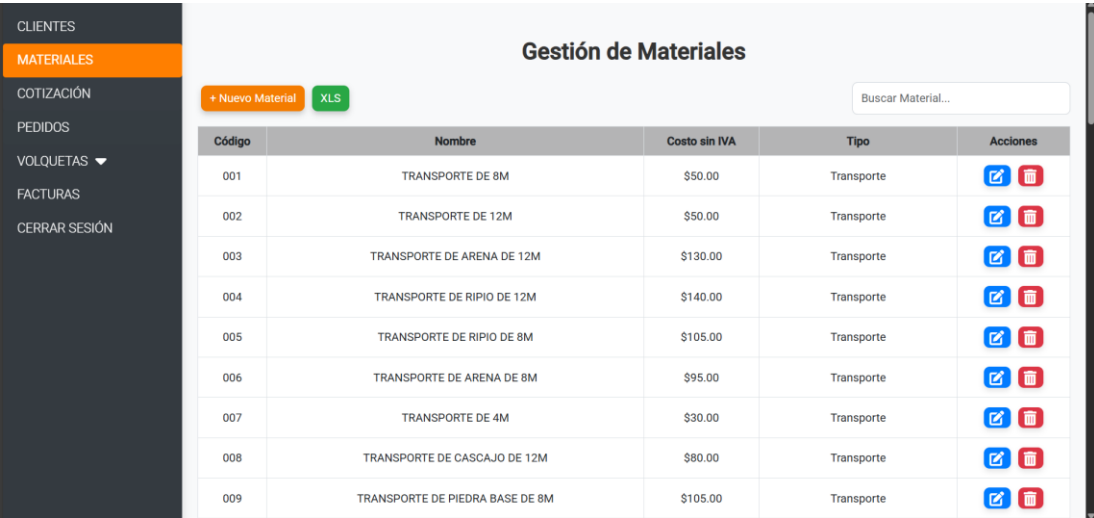 CLIENTES
MATERIALES
COTIZACIÓN
PEDIDOS
VOLQUETAS
FACTURAS
CERRAR SESIÓN
Gestión de Materiales
+ Nuevo Material XLS Buscar Material...
Código Nombre Costo sin IVA Tipo Acciones
001 TRANSPORTE DE 8M $50.00 Transporte
002 TRANSPORTE DE 12M $50.00 Transporte
003 TRANSPORTE DE ARENA DE 12M $130.00 Transporte
004 TRANSPORTE DE RIPIO DE 12M $140.00 Transporte
005 TRANSPORTE DE RIPIO DE 8M $105.00 Transporte
006 TRANSPORTE DE ARENA DE 8M $95.00 Transporte
007 TRANSPORTE DE 4M $30.00 Transporte
008 TRANSPORTE DE CASCAJO DE 12M $80.00 Transporte
009 TRANSPORTE DE PIEDRA BASE DE 8M $105.00 Transporte